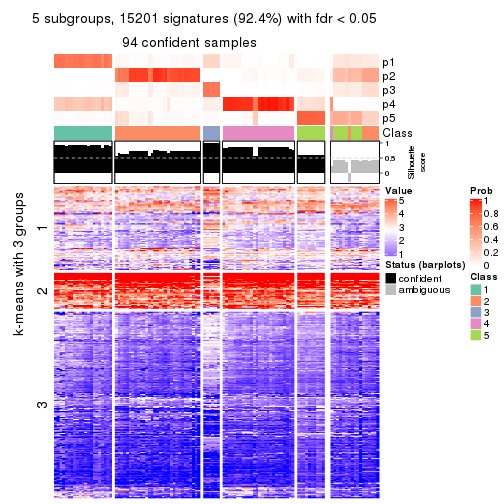 5 subgroups, 15201 signatures (92.4%) with fdr < 0.05
94 confident samples
p1
p2
p3
p4
p5
Class
1
0.5
0
Silhouette
score
k-means with 3 groups
1
2
3
Value
5
4
3
2
1
Status (barplots)
confident
ambiguous
Prob
1
0.8
0.6
0.4
0.2
0
Class
1
2
3
4
5